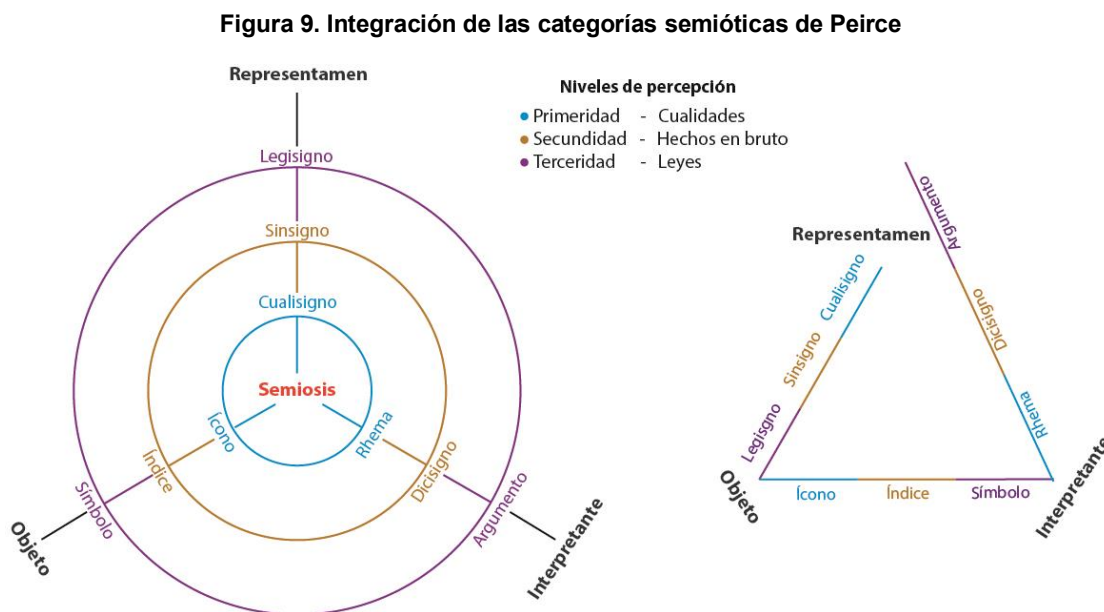 Figura 9. Integración de las categorías semióticas de Peirce
Representamen
Legisigno
Sinsigno
Cualisigno
Semiosis
Ícono
Rhema
Índice
Dicisigno
Símbolo
Argumento
Objeto
Interpretante
Niveles de percepción
Primeridad - Cualidades
Secundidad - Hechos en bruto
Terceridad - Leyes
Representamen
Argumento
Cualisigno
Dicisigno
Sinsigno
Rhema
Legisgno
Objeto
Ícono
Índice
Símbolo
Interpretante